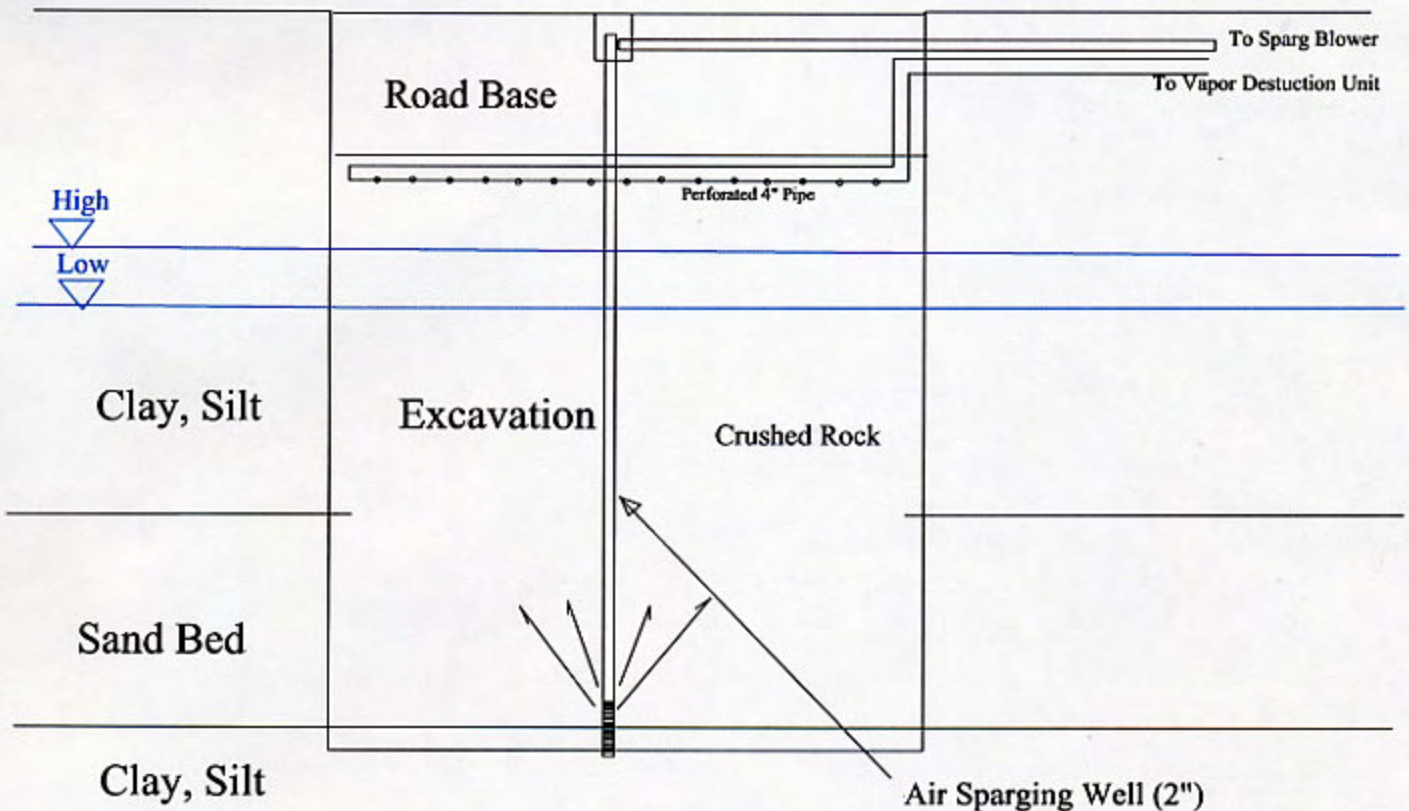 To Sparg Blower
To Vapor Destuction Unit
Road Base
Perforated 4" Pipe
High
Low
Clay, Silt
Excavation
Crushed Rock
Sand Bed
Clay, Silt
Air Sparging Well (2")